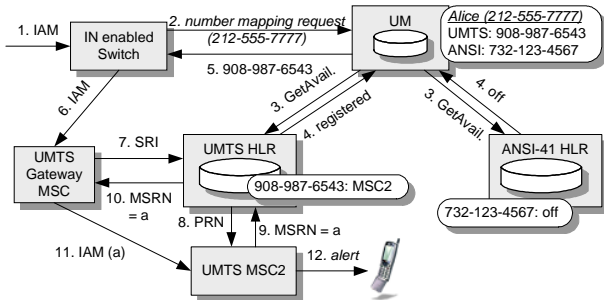 1. IAM
IN enabled
Switch
2. number mapping request
(212-555-7777)
5. 908-987-6543
UM
Alice (212-555-7777)
UMTS: 908-987-6543
ANSI: 732-123-4567
6. IAM
3. GetAvail.
4. registered
3. GetAvail.
4. off
UMTS
Gateway
MSC
7. SRI
10. MSRN
= a
UMTS HLR
908-987-6543: MSC2
ANSI-41 HLR
732-123-4567: off
8. PRN
9. MSRN = a
11. IAM (a)
UMTS MSC2
12. alert